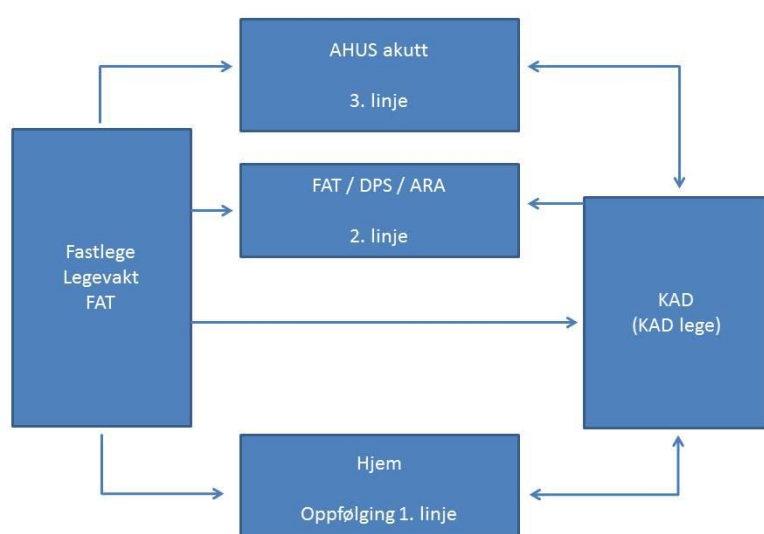 AHUS akutt
3. linje
FAT / DPS / ARA
2. linje
Fastlege
Legevakt
FAT
KAD
(KAD lege)
Hjem
Oppfølging 1. linje